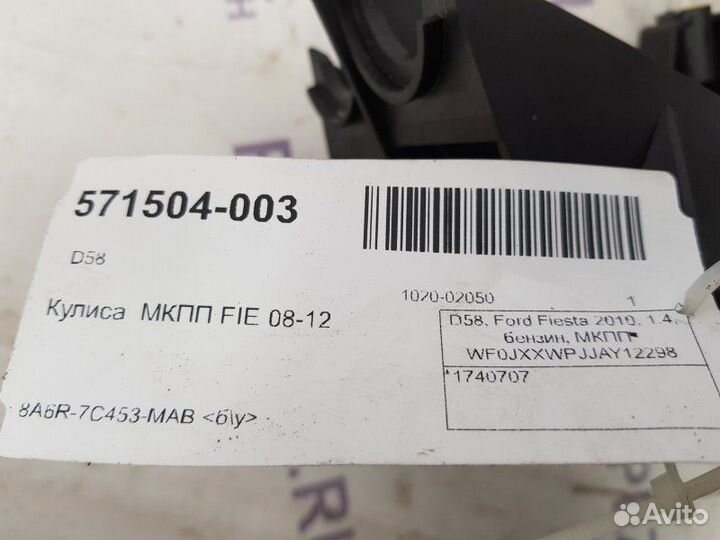 571504-003
D58
1020-02050 1
Кулиса МКПП FIE 08-12
D58, Ford Fiesta 2010, 1.4,
бензин, МКПП
WF0JXXWPJJAY12298
*1740707
8A6R-7C453-MAB <б\у>
Avito